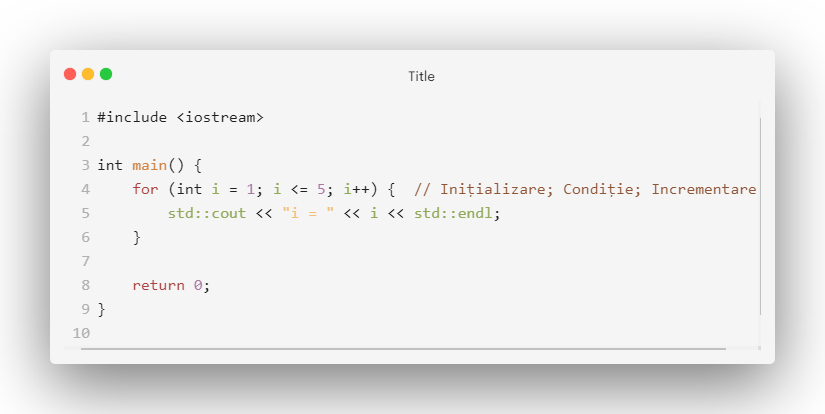 Title
1 #include <iostream>
2
3 int main() {
4     for (int i = 1; i <= 5; i++) {  // Inițializare; Condiție; Incrementare
5         std::cout << "i = " << i << std::endl;
6     }
7
8     return 0;
9 }
10